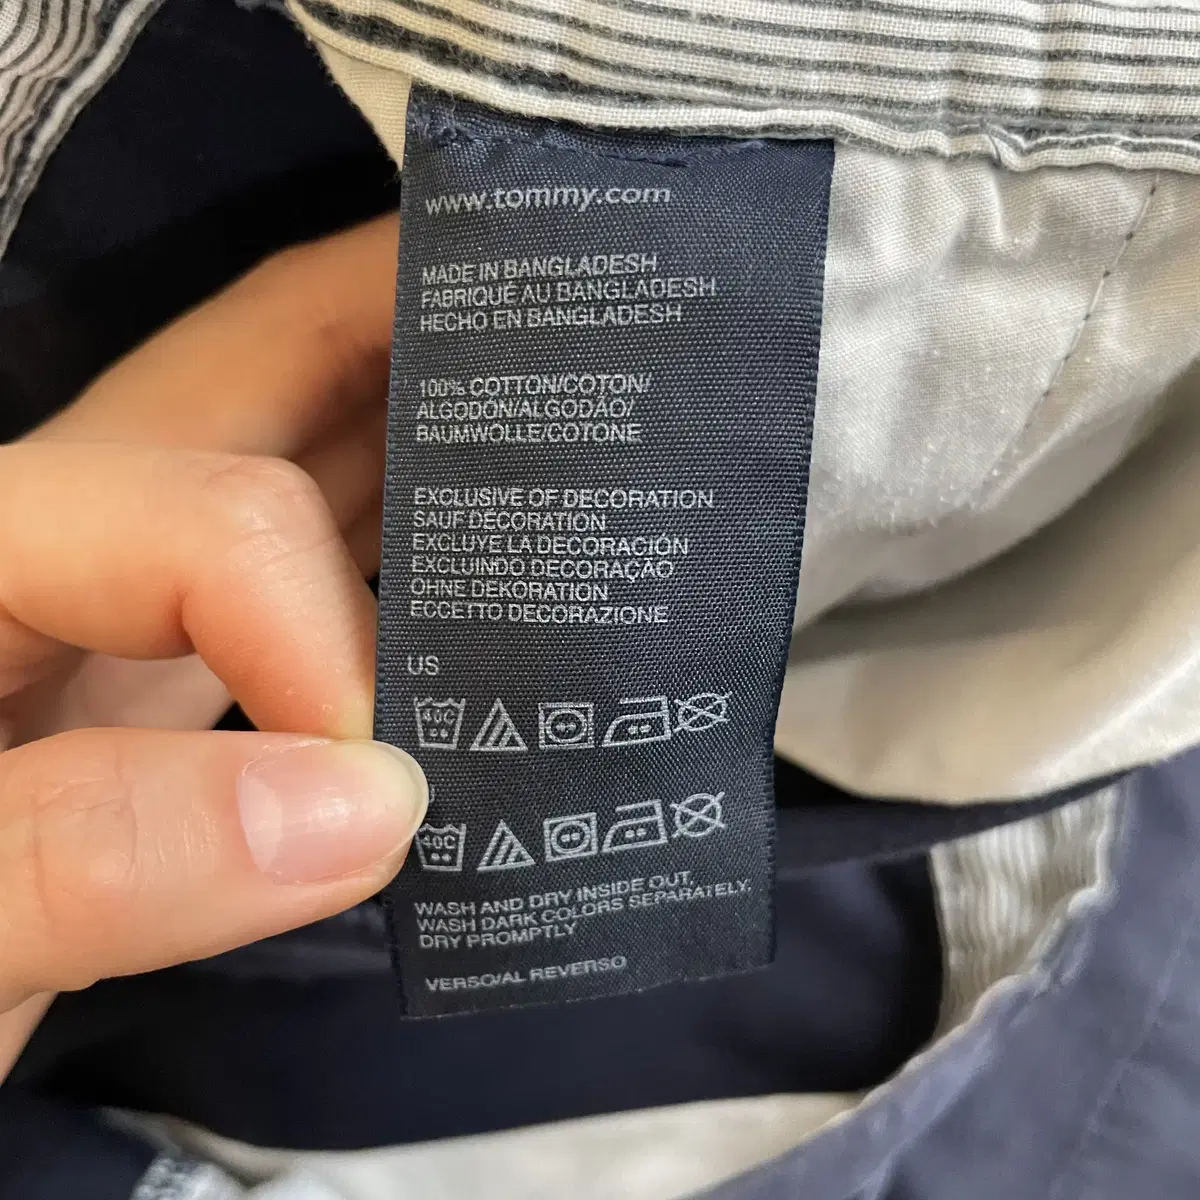 www.tommy.com
MADE IN BANGLADESH
FABRIQUÉ AU BANGLADESH
HECHO EN BANGLADESH
100% COTTON/COTON/
ALGODÓN/ALGODÃO/
BAUMWOLLE/COTONE
EXCLUSIVE OF DECORATION
SAUF DÉCORATION
EXCLUYE LA DECORACIÓN
EXCLUINDO DECORAÇÃO
OHNE DEKORATION
ECCETTO DECORAZIONE
US
40C
40C
WASH AND DRY INSIDE OUT,
WASH DARK COLORS SEPARATELY,
DRY PROMPTLY
VERSO/AL REVERSO